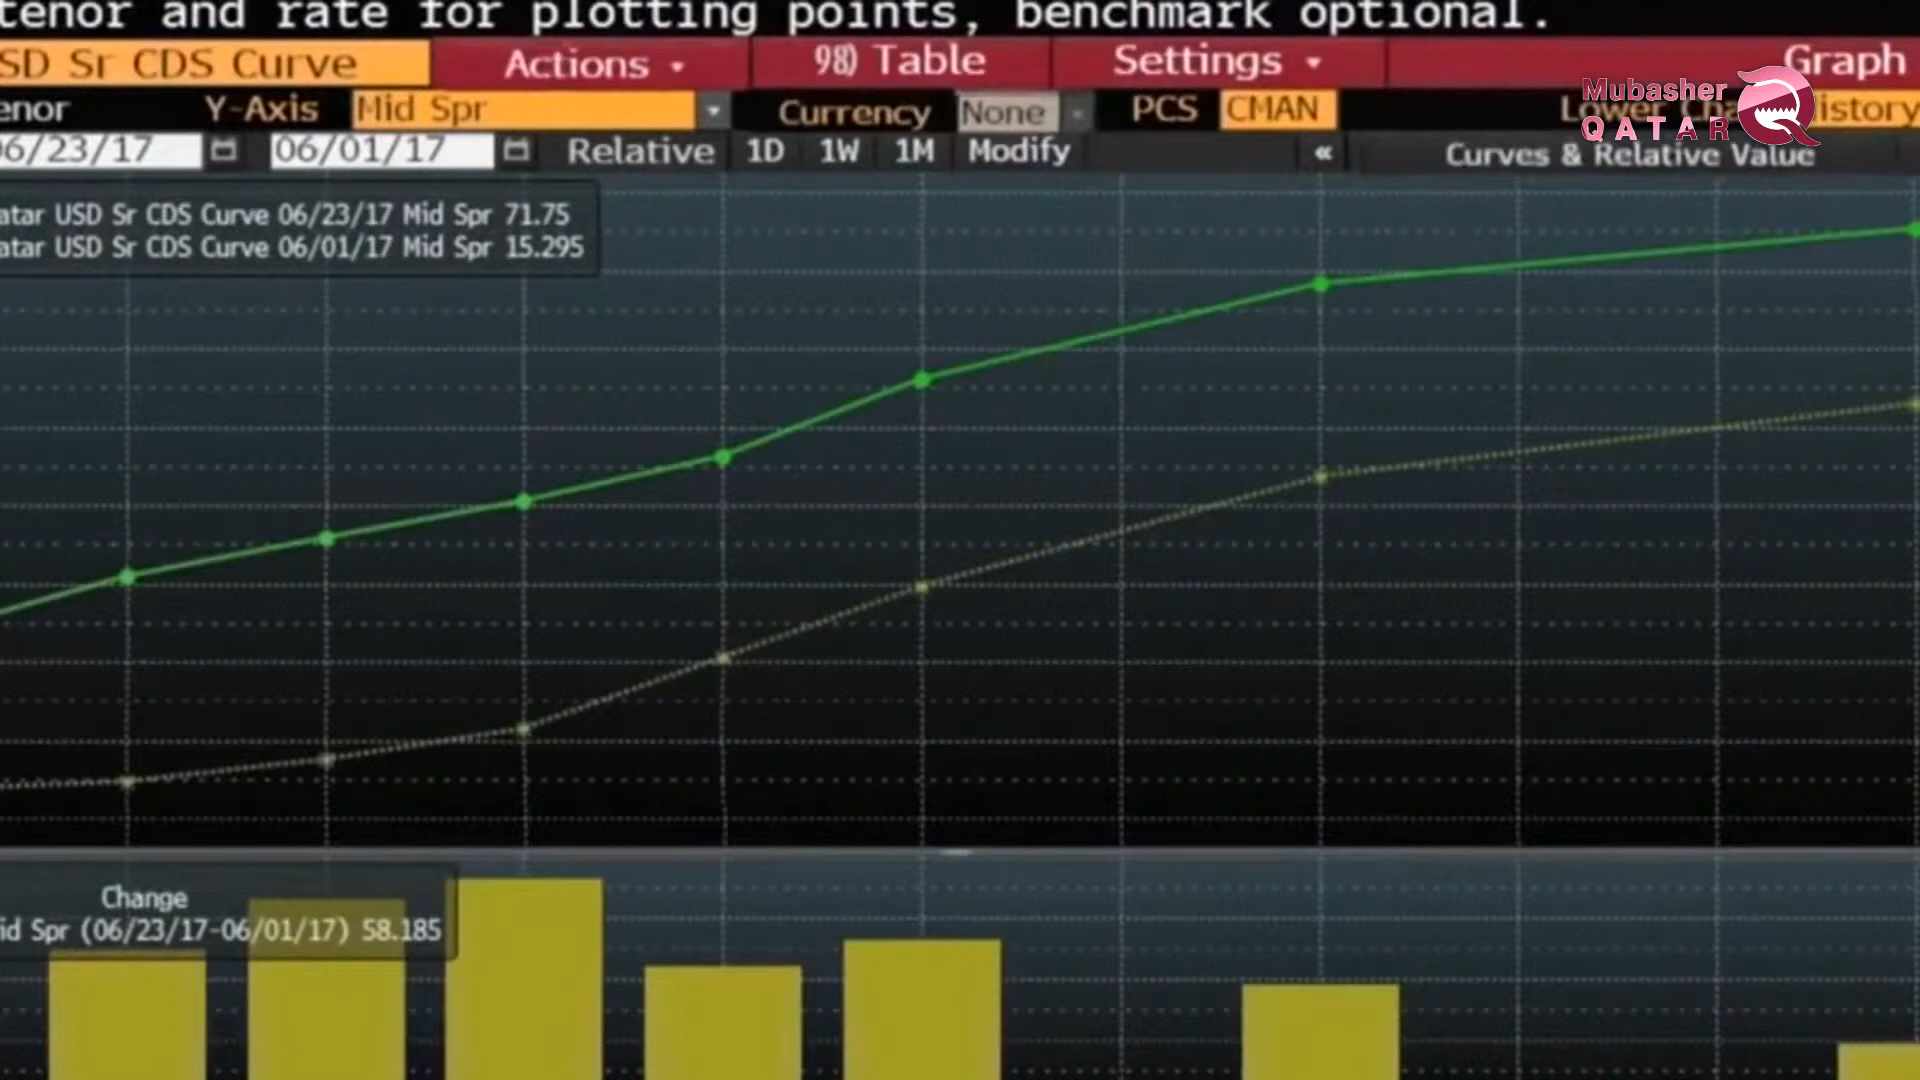 tenor and rate for plotting points, benchmark optional.
SD Sr CDS Curve Actions 98) Table Settings Graph
enor Y-Axis Mid Spr Currency None PCS CMAN Lower Cha istory
06/23/17 06/01/17 Relative 1D 1W 1M Modify « Curves & Relative Value
Mubasher
QATAR
atar USD Sr CDS Curve 06/23/17 Mid Spr 71.75
atar USD Sr CDS Curve 06/01/17 Mid Spr 15.295
Change
id Spr (06/23/17-06/01/17) 58.185